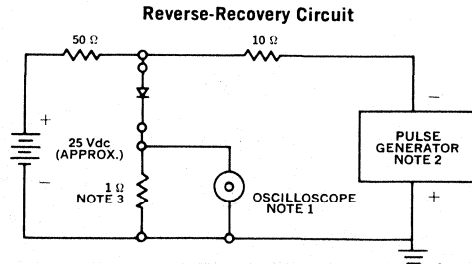 Reverse-Recovery Circuit
50 Ω
10 Ω
+
25 Vdc
(APPROX.)
−
1 Ω
NOTE 3
OSCILLOSCOPE
NOTE 1
−
PULSE
GENERATOR
NOTE 2
+